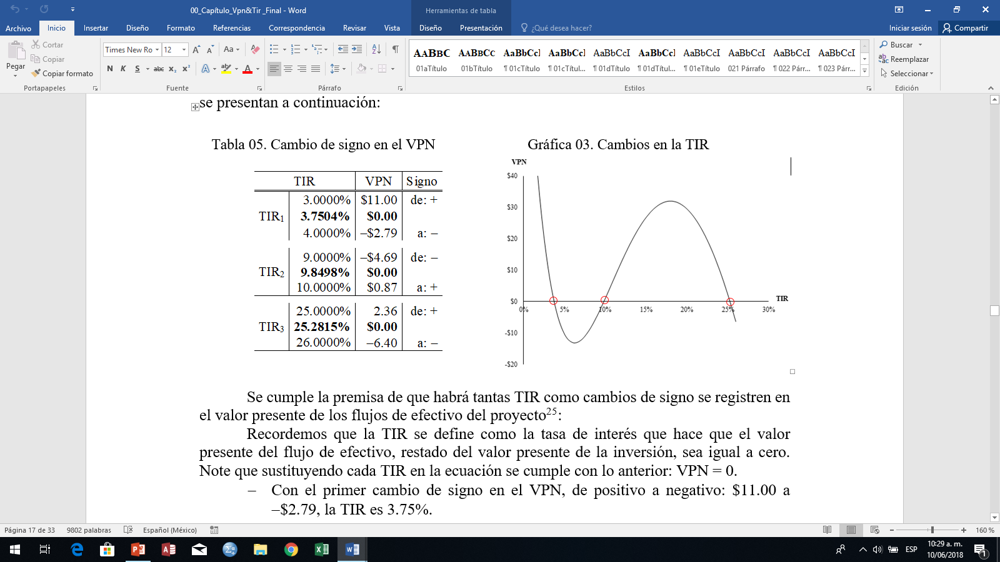 00_Capítulo_Vpn&Tir _Final - Word
Herramientas de tabla
Archivo
Inicio
Insertar
Diseño
Formato
Referencias
Correspondencia
Revisar
Vista
Diseño
Presentación
¿Qué desea hacer?
Iniciar sesión
Compartir
Pegar
Cortar
Copiar
Copiar formato
Portapapeles
Times New Ro
12
Aa
N K S abc x₂ x²
Fuente
Párrafo
AaBbC
AaBbCc
AaBbCcI
AaBbCcI
AaBbCcI
AaBbCcI
AaBbCcI
AaBbCcI
AaBbCcI
AaBbCcI
01aTítulo
01bTítulo
¶ 01cTítulo
¶ 01cTítul...
¶ 01dTítulo
¶ 01dTítul...
¶ 01eTítulo
021 Párrafo
¶ 022 Párr...
¶ 023 Párr...
Estilos
Buscar
Reemplazar
Seleccionar
Edición
se presentan a continuación:
Tabla 05. Cambio de signo en el VPN
TIR VPN Signo
3.0000% $11.00 de: +
TIR₁ 3.7504% $0.00
4.0000% –$2.79 a: –
9.0000% –$4.69 de: –
TIR₂ 9.8498% $0.00
10.0000% $0.87 a: +
25.0000% 2.36 de: +
TIR₃ 25.2815% $0.00
26.0000% –6.40 a: –
Gráfica 03. Cambios en la TIR
VPN
$40
$30
$20
$10
$0
-$10
-$20
0% 5% 10% 15% 20% 25% 30%
TIR
Se cumple la premisa de que habrá tantas TIR como cambios de signo se registren en
el valor presente de los flujos de efectivo del proyecto²⁵:
Recordemos que la TIR se define como la tasa de interés que hace que el valor
presente del flujo de efectivo, restado del valor presente de la inversión, sea igual a cero.
Note que sustituyendo cada TIR en la ecuación se cumple con lo anterior: VPN = 0.
– Con el primer cambio de signo en el VPN, de positivo a negativo: $11.00 a
–$2.79, la TIR es 3.75%.
Página 17 de 33
9802 palabras
Español (México)
160 %
ESP
10:29 a. m.
10/06/2018
1